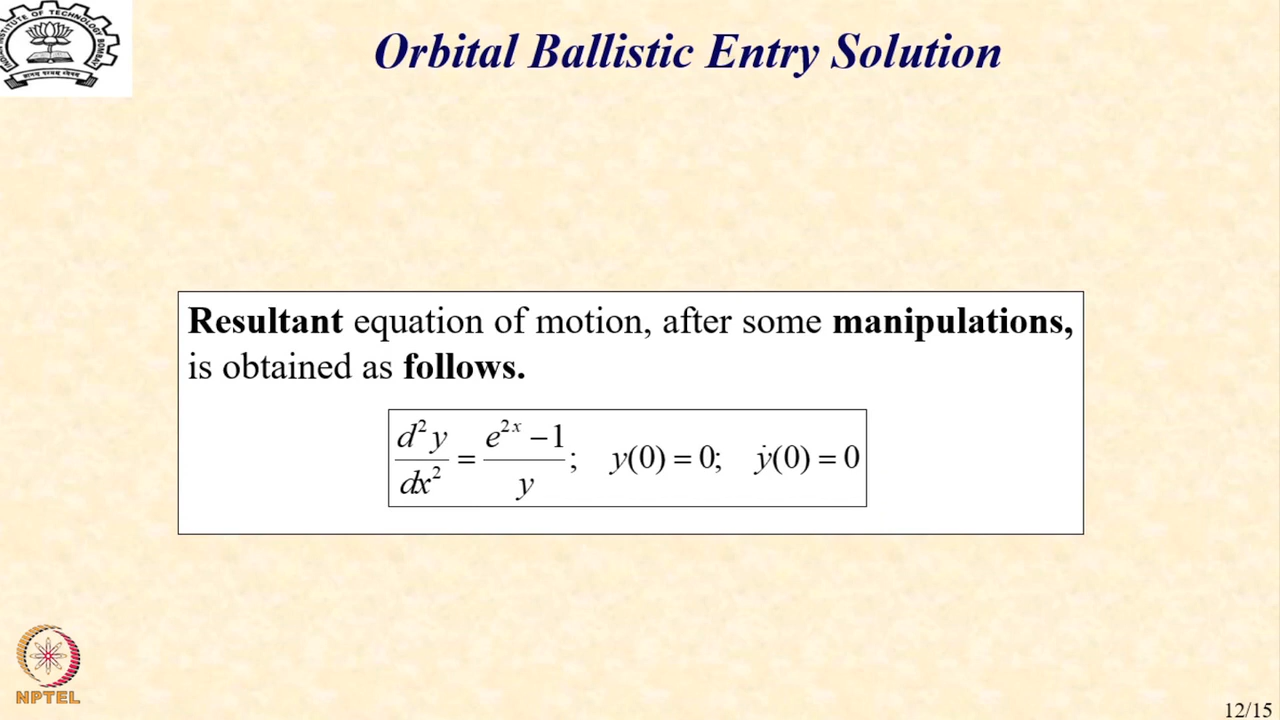 Orbital Ballistic Entry Solution
Resultant equation of motion, after some manipulations,
is obtained as follows.
d²y/dx² = (e²ˣ − 1)/y; y(0) = 0; ẏ(0) = 0
NPTEL
12/15